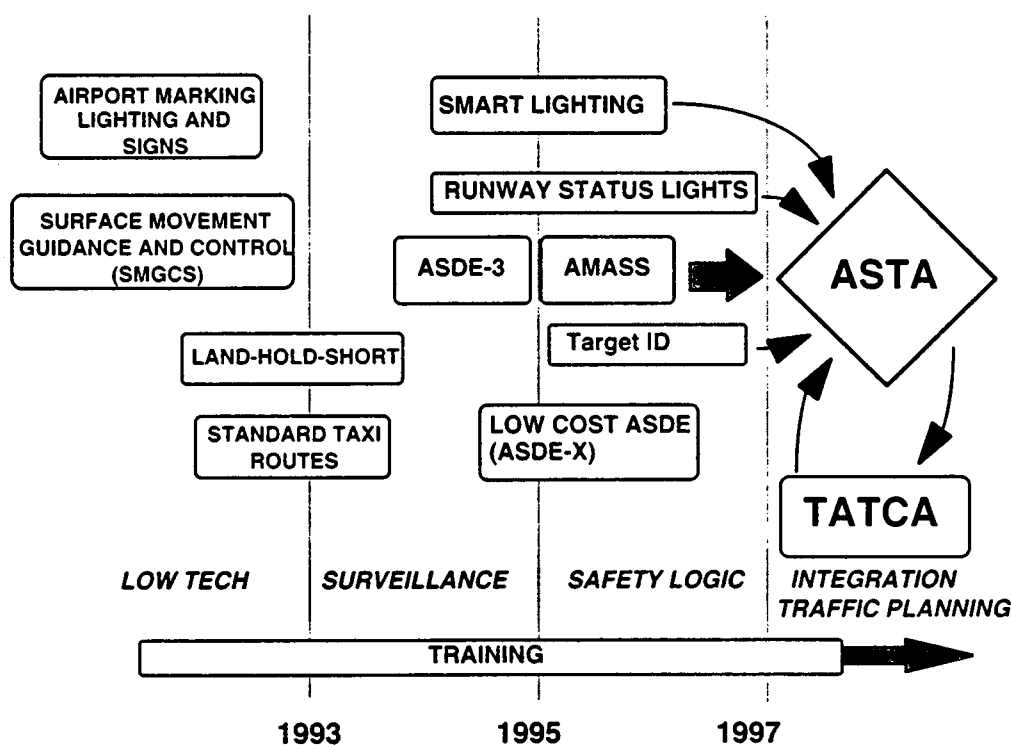 AIRPORT MARKING
LIGHTING AND
SIGNS
SMART LIGHTING
SURFACE MOVEMENT
GUIDANCE AND CONTROL
(SMGCS)
RUNWAY STATUS LIGHTS
ASDE-3
AMASS
ASTA
LAND-HOLD-SHORT
Target ID
STANDARD TAXI
ROUTES
LOW COST ASDE
(ASDE-X)
TATCA
LOW TECH
SURVEILLANCE
SAFETY LOGIC
INTEGRATION
TRAFFIC PLANNING
TRAINING
1993
1995
1997